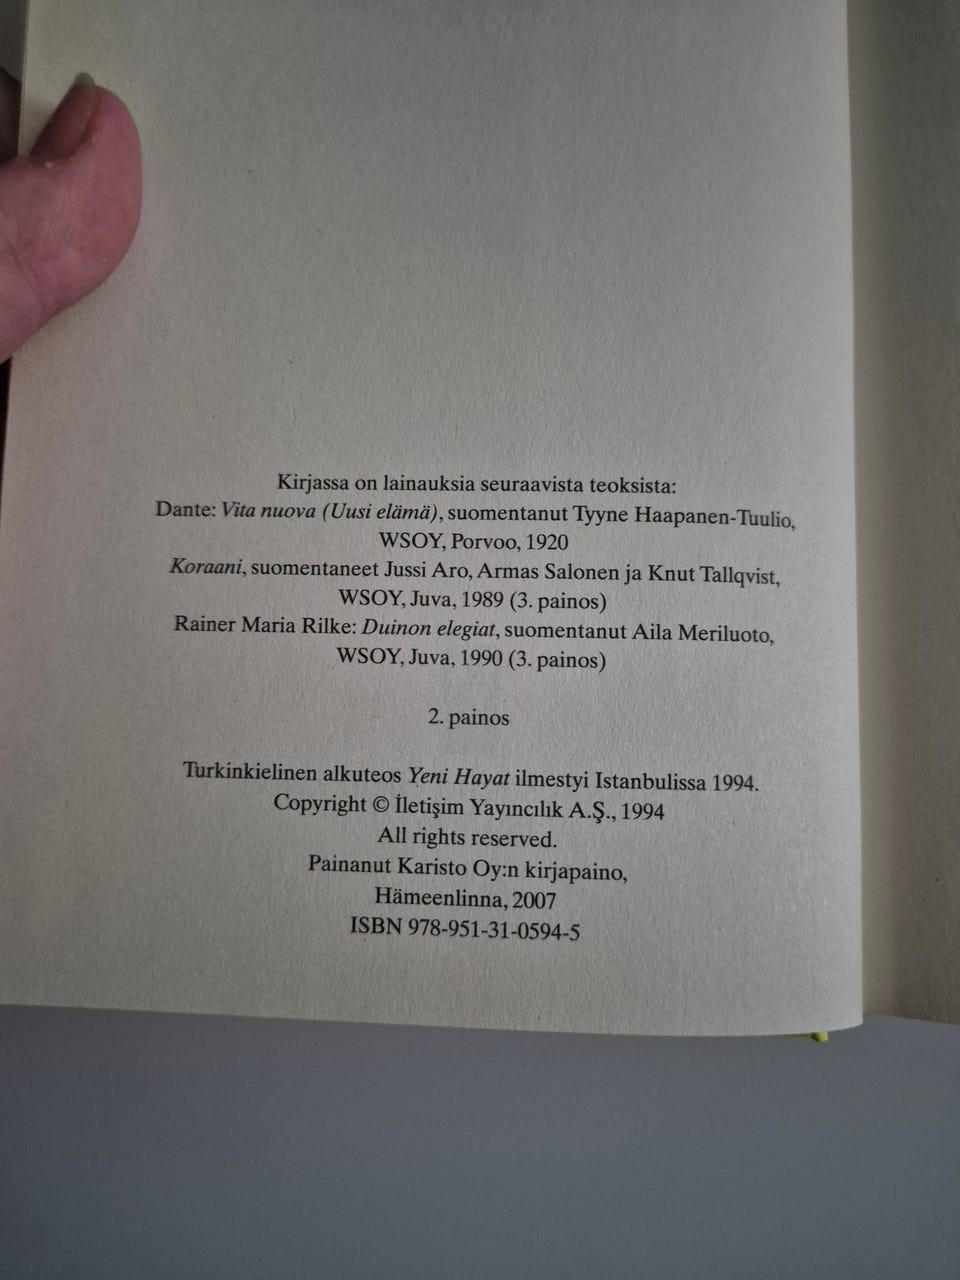 Kirjassa on lainauksia seuraavista teoksista:
Dante: Vita nuova (Uusi elämä), suomentanut Tyyne Haapanen-Tuulio,
WSOY, Porvoo, 1920
Koraani, suomentaneet Jussi Aro, Armas Salonen ja Knut Tallqvist,
WSOY, Juva, 1989 (3. painos)
Rainer Maria Rilke: Duinon elegiat, suomentanut Aila Meriluoto,
WSOY, Juva, 1990 (3. painos)
2. painos
Turkinkielinen alkuteos Yeni Hayat ilmestyi Istanbulissa 1994.
Copyright © İletişim Yayıncılık A.Ş., 1994
All rights reserved.
Painanut Karisto Oy:n kirjapaino,
Hämeenlinna, 2007
ISBN 978-951-31-0594-5